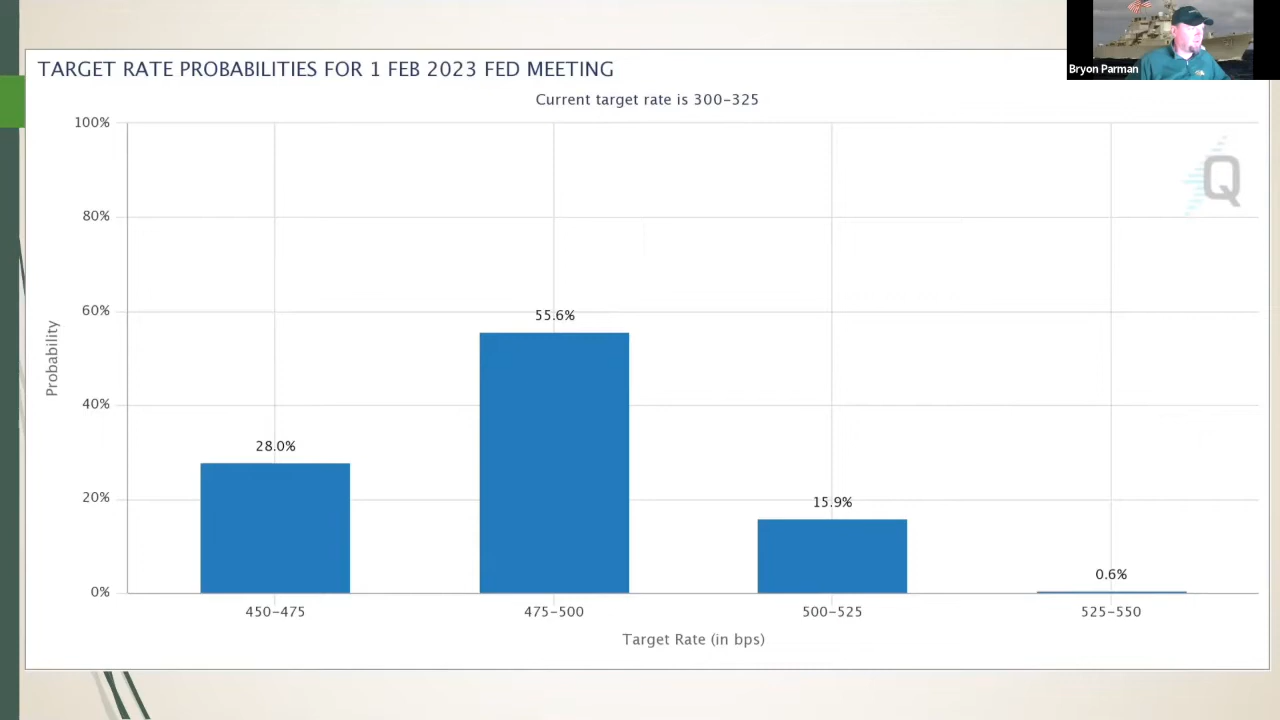 TARGET RATE PROBABILITIES FOR 1 FEB 2023 FED MEETING
Bryon Parman
Current target rate is 300-325
100%
80%
60%
40%
20%
0%
Probability
28.0%
55.6%
15.9%
0.6%
450-475
475-500
500-525
525-550
Target Rate (in bps)
Q